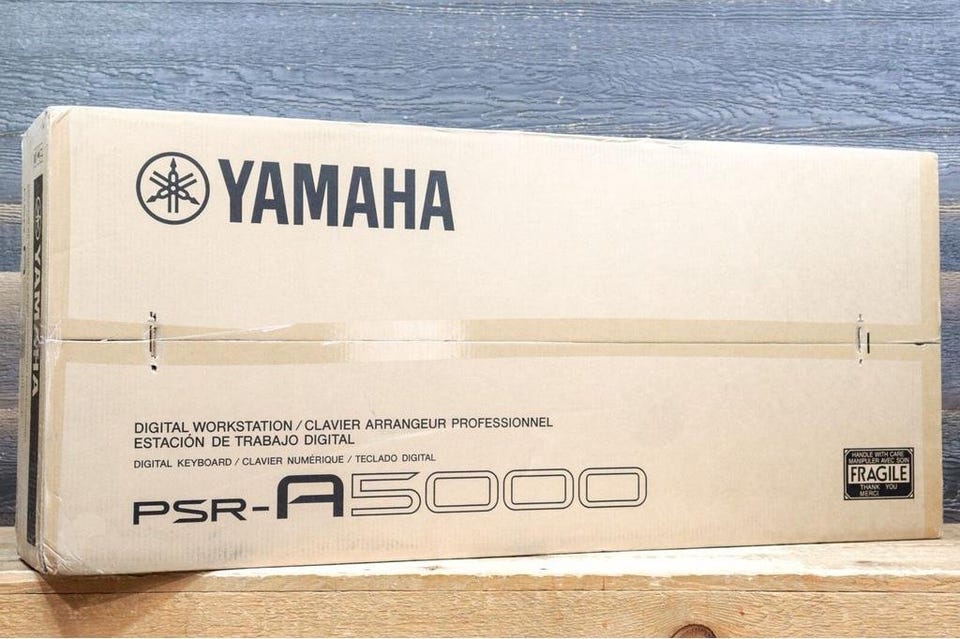 YAMAHA
YAMAHA
DIGITAL WORKSTATION / CLAVIER ARRANGEUR PROFESSIONNEL
ESTACIÓN DE TRABAJO DIGITAL
DIGITAL KEYBOARD / CLAVIER NUMÉRIQUE / TECLADO DIGITAL
PSR-A5000
HANDLE WITH CARE
MANIPULER AVEC SOIN
FRAGILE
THANK YOU
MERCI